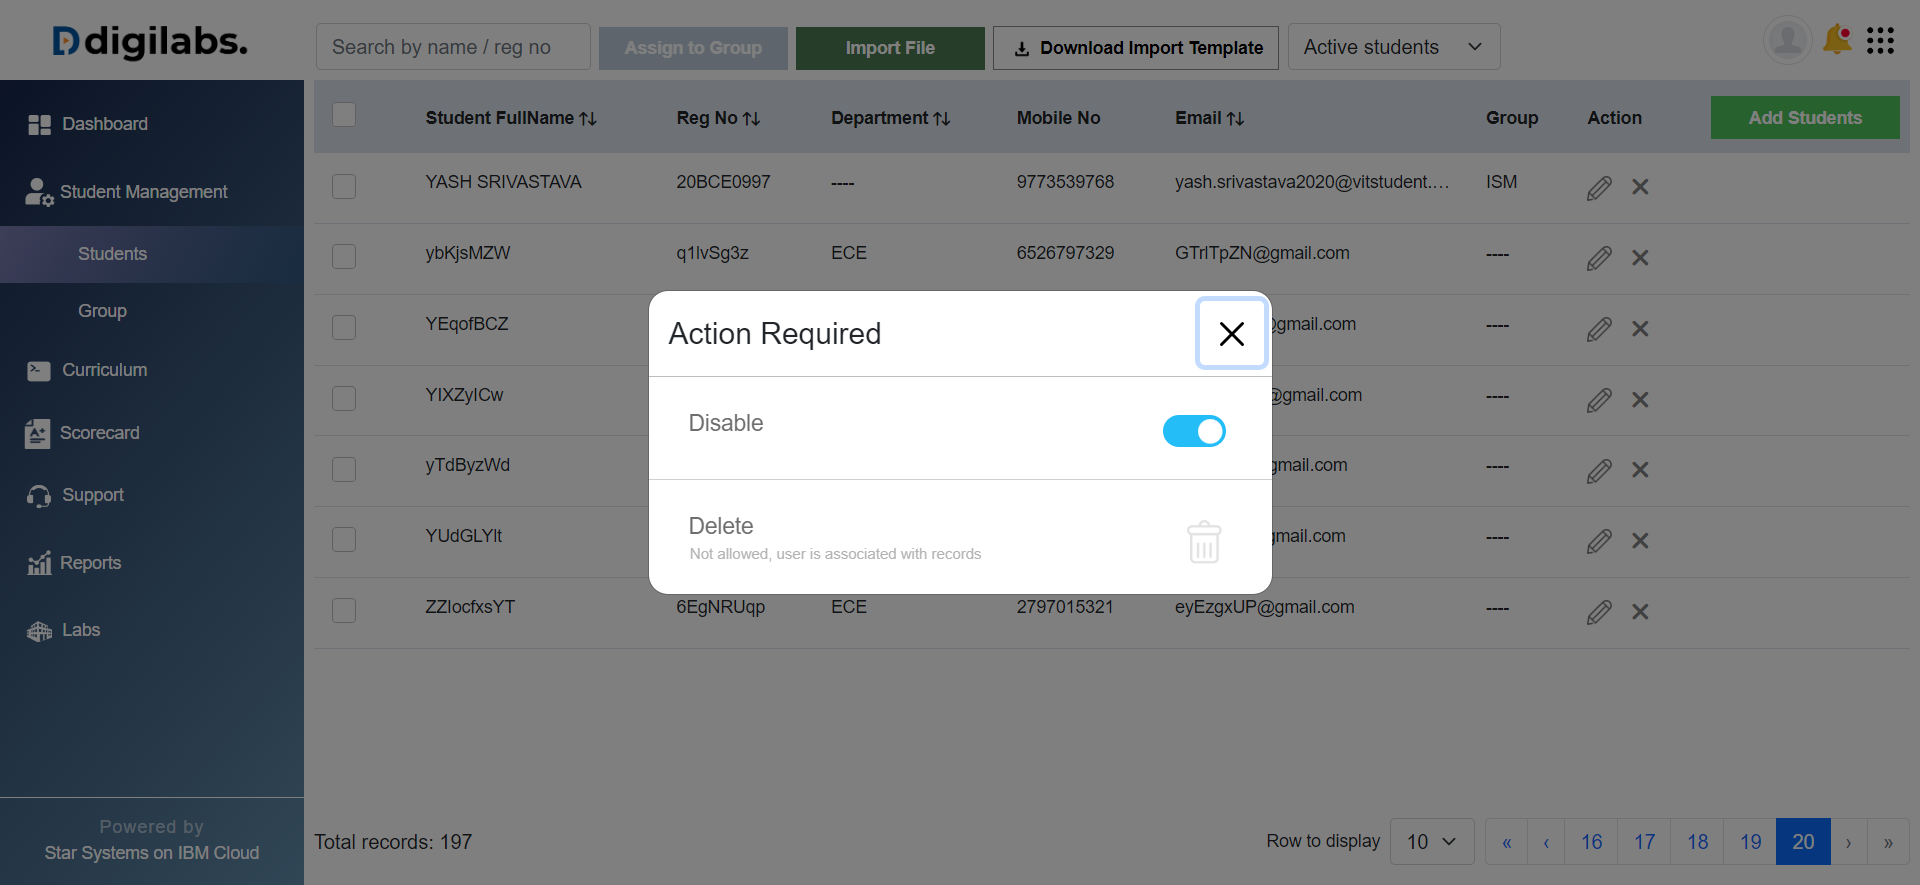 digilabs.
Search by name / reg no
Assign to Group
Import File
Download Import Template
Active students
Dashboard
Student Management
Students
Group
Curriculum
Scorecard
Support
Reports
Labs
Powered by
Star Systems on IBM Cloud
Student FullName Reg No Department Mobile No Email Group Action Add Students
YASH SRIVASTAVA 20BCE0997 ---- 9773539768 yash.srivastava2020@vitstudent.... ISM
ybKjsMZW q1lvSg3z ECE 6526797329 GTrlTpZN@gmail.com ----
YEqofBCZ @gmail.com ----
YIXZyICw @gmail.com ----
yTdByzWd gmail.com ----
YUdGLYlt gmail.com ----
ZZlocfxsYT 6EgNRUqp ECE 2797015321 eyEzgxUP@gmail.com ----
Action Required
Disable
Delete
Not allowed, user is associated with records
Total records: 197
Row to display 10 « ‹ 16 17 18 19 20 › »